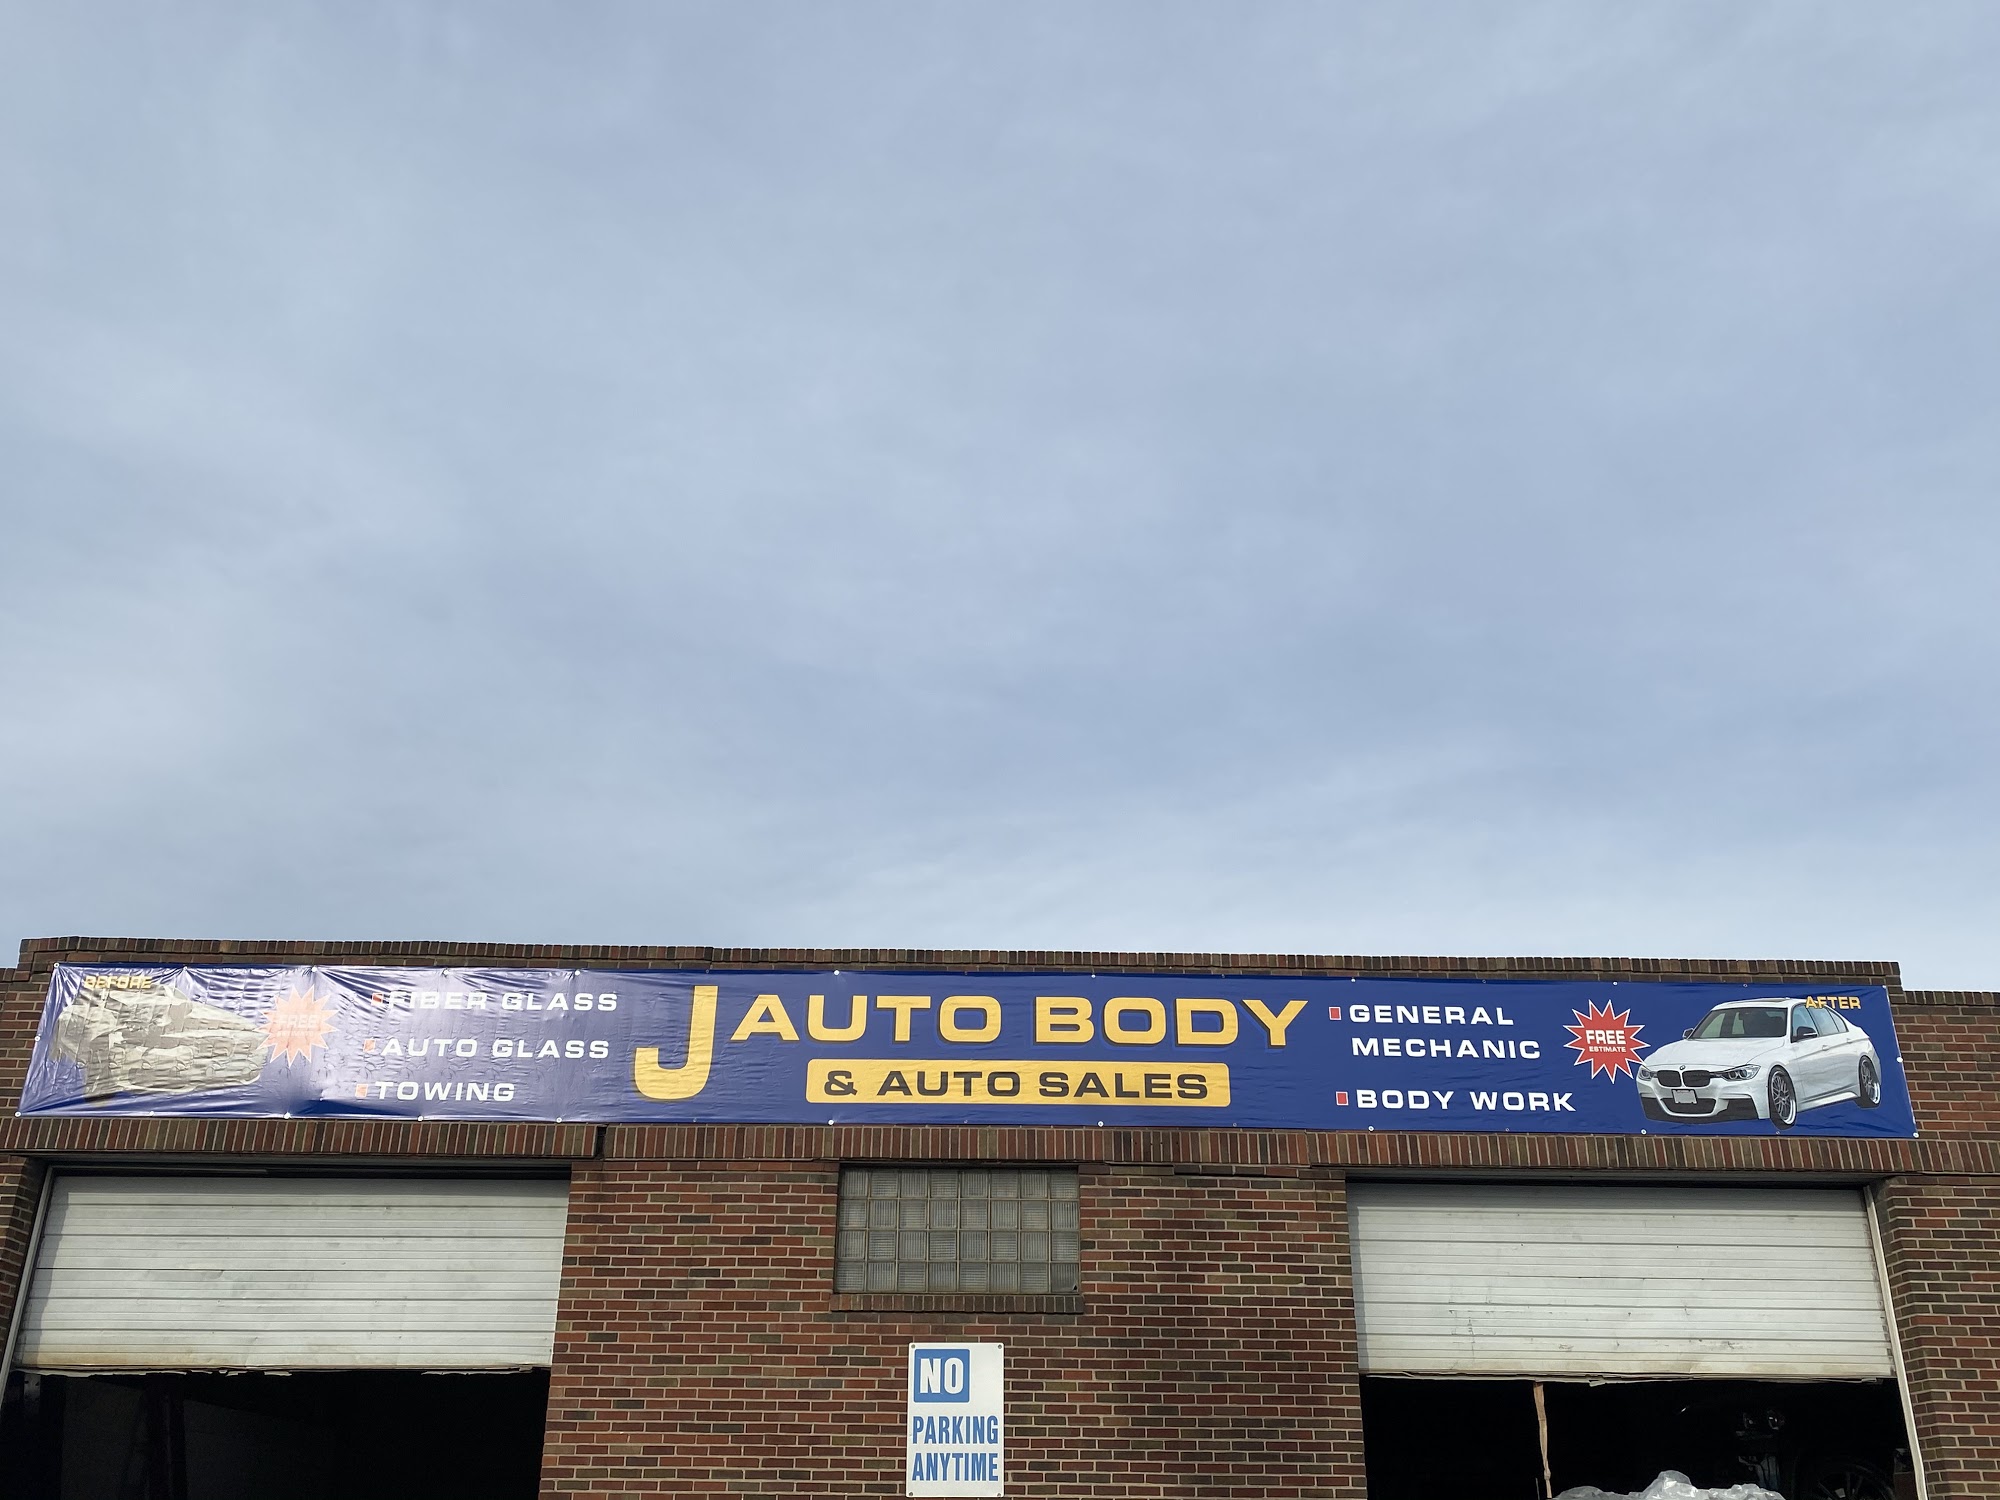 BEFORE
FREE
FIBER GLASS
AUTO GLASS
TOWING
J AUTO BODY
& AUTO SALES
GENERAL
MECHANIC
BODY WORK
FREE
ESTIMATE
AFTER
NO
PARKING
ANYTIME